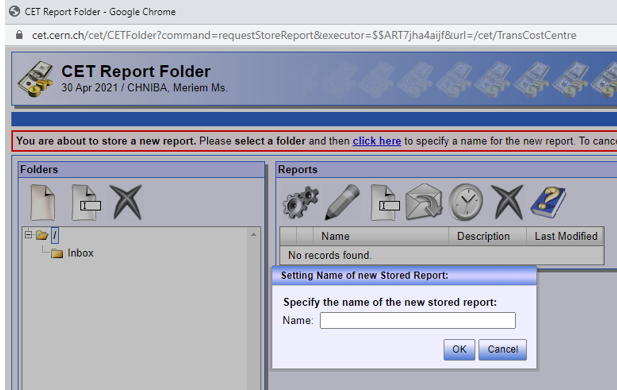 CET Report Folder - Google Chrome
cet.cern.ch/cet/CETFolder?command=requestStoreReport&executor=$$ART7jha4aijf&url=/cet/TransCostCentre
CET Report Folder
30 Apr 2021 / CHNIBA, Meriem Ms.
You are about to store a new report. Please select a folder and then click here to specify a name for the new report. To canc
Folders
Reports
/
Inbox
Name Description Last Modified
No records found.
Setting Name of new Stored Report:
Specify the name of the new stored report:
Name:
OK Cancel